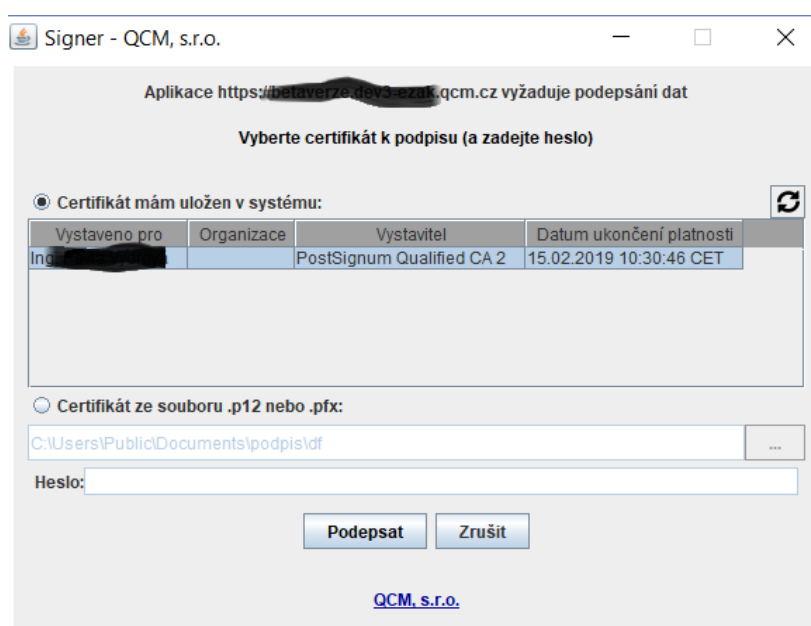 Signer - QCM, s.r.o.
Aplikace https:// .qcm.cz vyžaduje podepsání dat
Vyberte certifikát k podpisu (a zadejte heslo)
Certifikát mám uložen v systému:
Vystaveno pro Organizace Vystavitel Datum ukončení platnosti
Ing. PostSignum Qualified CA 2 15.02.2019 10:30:46 CET
Certifikát ze souboru .p12 nebo .pfx:
C:\Users\Public\Documents\podpis\df ...
Heslo:
Podepsat Zrušit
QCM, s.r.o.